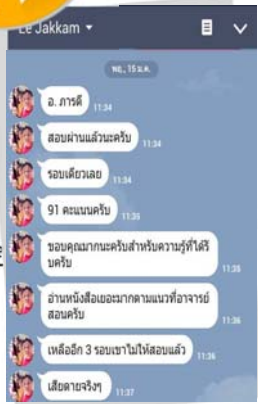 Le Jakkam
พฤ., 15 ม.ค.
อ. ภารดี
11:34
สอบผ่านแล้วนะครับ
11:34
รอบเดียวเลย
11:34
91 คะแนนครับ
11:35
ขอบคุณมากนะครับสำหรับความรู้ที่ได้รั
บครับ
11:35
อ่านหนังสือเยอะมากตามแนวที่อาจารย์
สอนครับ
11:36
เหลืออีก 3 รอบเขาไม่ให้สอบแล้ว
11:36
เสียดายจริงๆ
11:37